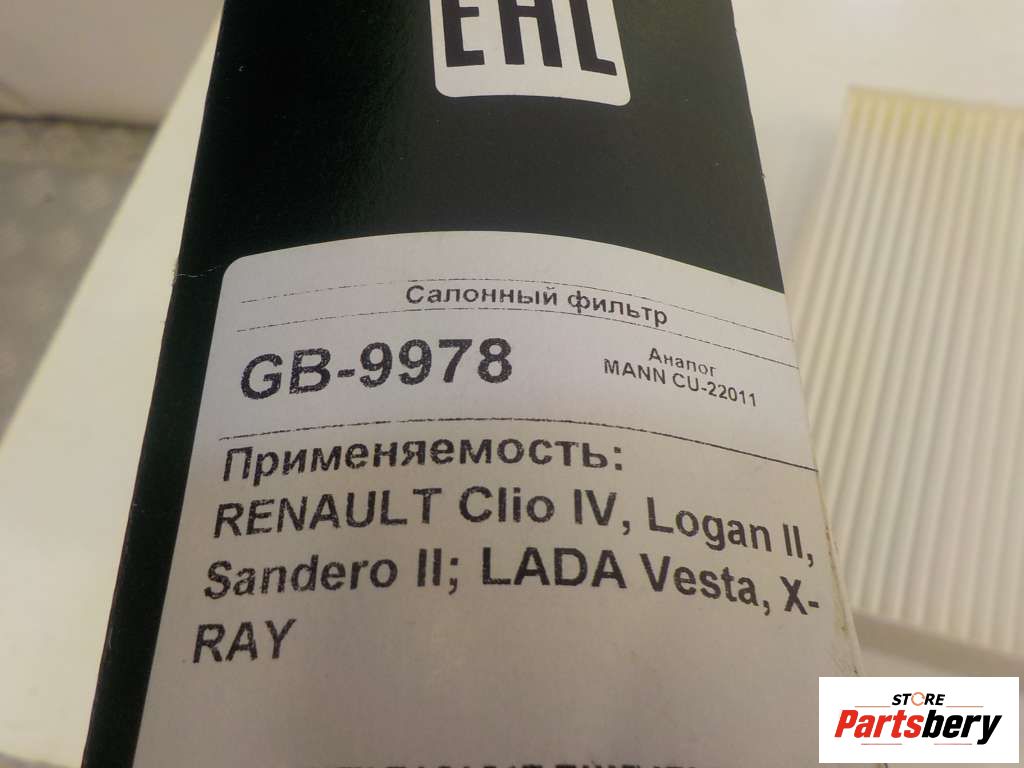 EAC
Салонный фильтр
GB-9978
Аналог
MANN CU-22011
Применяемость:
RENAULT Clio IV, Logan II,
Sandero II; LADA Vesta, X-
RAY
STORE
Partsbery